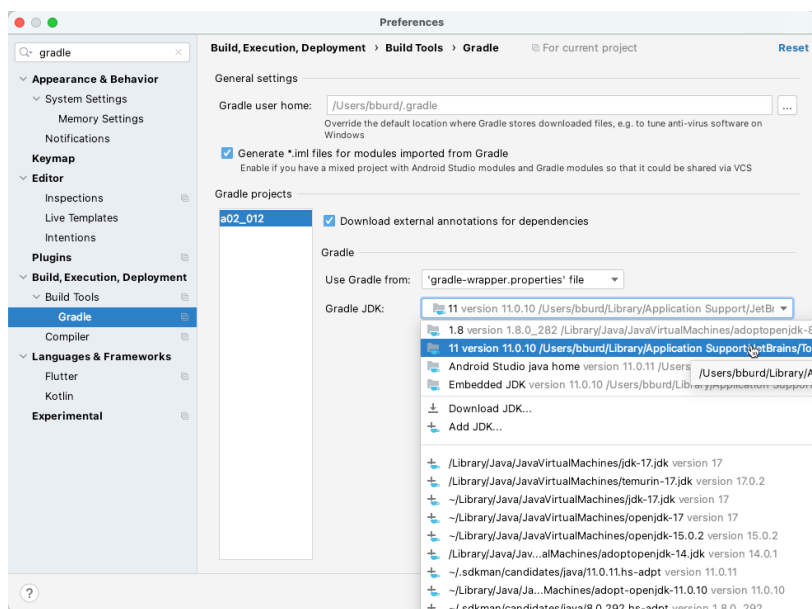 Preferences
gradle
Build, Execution, Deployment › Build Tools › Gradle
For current project
Reset
Appearance & Behavior
System Settings
Memory Settings
Notifications
Keymap
Editor
Inspections
Live Templates
Intentions
Plugins
Build, Execution, Deployment
Build Tools
Gradle
Compiler
Languages & Frameworks
Flutter
Kotlin
Experimental
?
General settings
Gradle user home:
/Users/bburd/.gradle
...
Override the default location where Gradle stores downloaded files, e.g. to tune anti-virus software on
Windows
Generate *.iml files for modules imported from Gradle
Enable if you have a mixed project with Android Studio modules and Gradle modules so that it could be shared via VCS
Gradle projects
a02_012
Download external annotations for dependencies
Gradle
Use Gradle from: 'gradle-wrapper.properties' file
Gradle JDK: 11 version 11.0.10 /Users/bburd/Library/Application Support/JetBr
1.8 version 1.8.0_282 /Library/Java/JavaVirtualMachines/adoptopenjdk-8
11 version 11.0.10 /Users/bburd/Library/Application Support/JetBrains/To
Android Studio java home version 11.0.11 /Users
/Users/bburd/Library/A
Embedded JDK version 11.0.10 /Users/bburd/Library/Application Support
Download JDK...
Add JDK...
/Library/Java/JavaVirtualMachines/jdk-17.jdk version 17
/Library/Java/JavaVirtualMachines/temurin-17.jdk version 17.0.2
~/Library/Java/JavaVirtualMachines/jdk-17.jdk version 17
~/Library/Java/JavaVirtualMachines/openjdk-17 version 17
~/Library/Java/JavaVirtualMachines/openjdk-15.0.2 version 15.0.2
/Library/Java/Jav...alMachines/adoptopenjdk-14.jdk version 14.0.1
~/.sdkman/candidates/java/11.0.11.hs-adpt version 11.0.11
~/Library/Java/Ja...Machines/adopt-openjdk-11.0.10 version 11.0.10
~/.sdkman/candidates/java/8.0.292.hs-adpt version 1.8.0_292